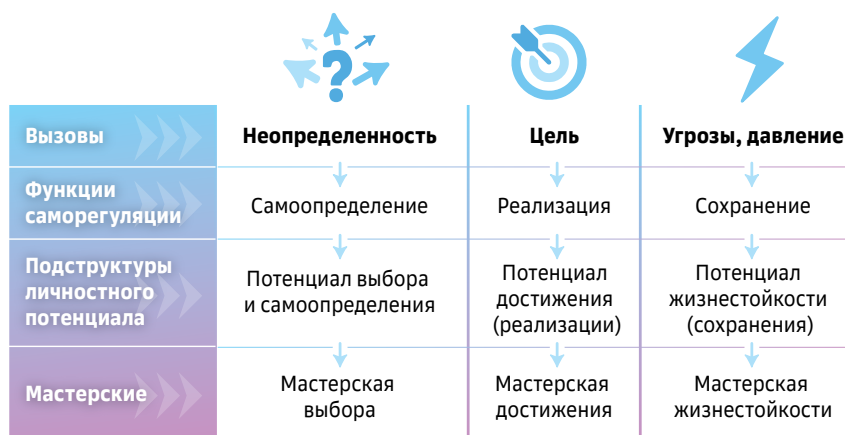 ?
Вызовы
Неопределенность
Цель
Угрозы, давление
Функции
саморегуляции
Самоопределение
Реализация
Сохранение
Подструктуры
личностного
потенциала
Потенциал выбора
и самоопределения
Потенциал
достижения
(реализации)
Потенциал
жизнестойкости
(сохранения)
Мастерские
Мастерская
выбора
Мастерская
достижения
Мастерская
жизнестойкости